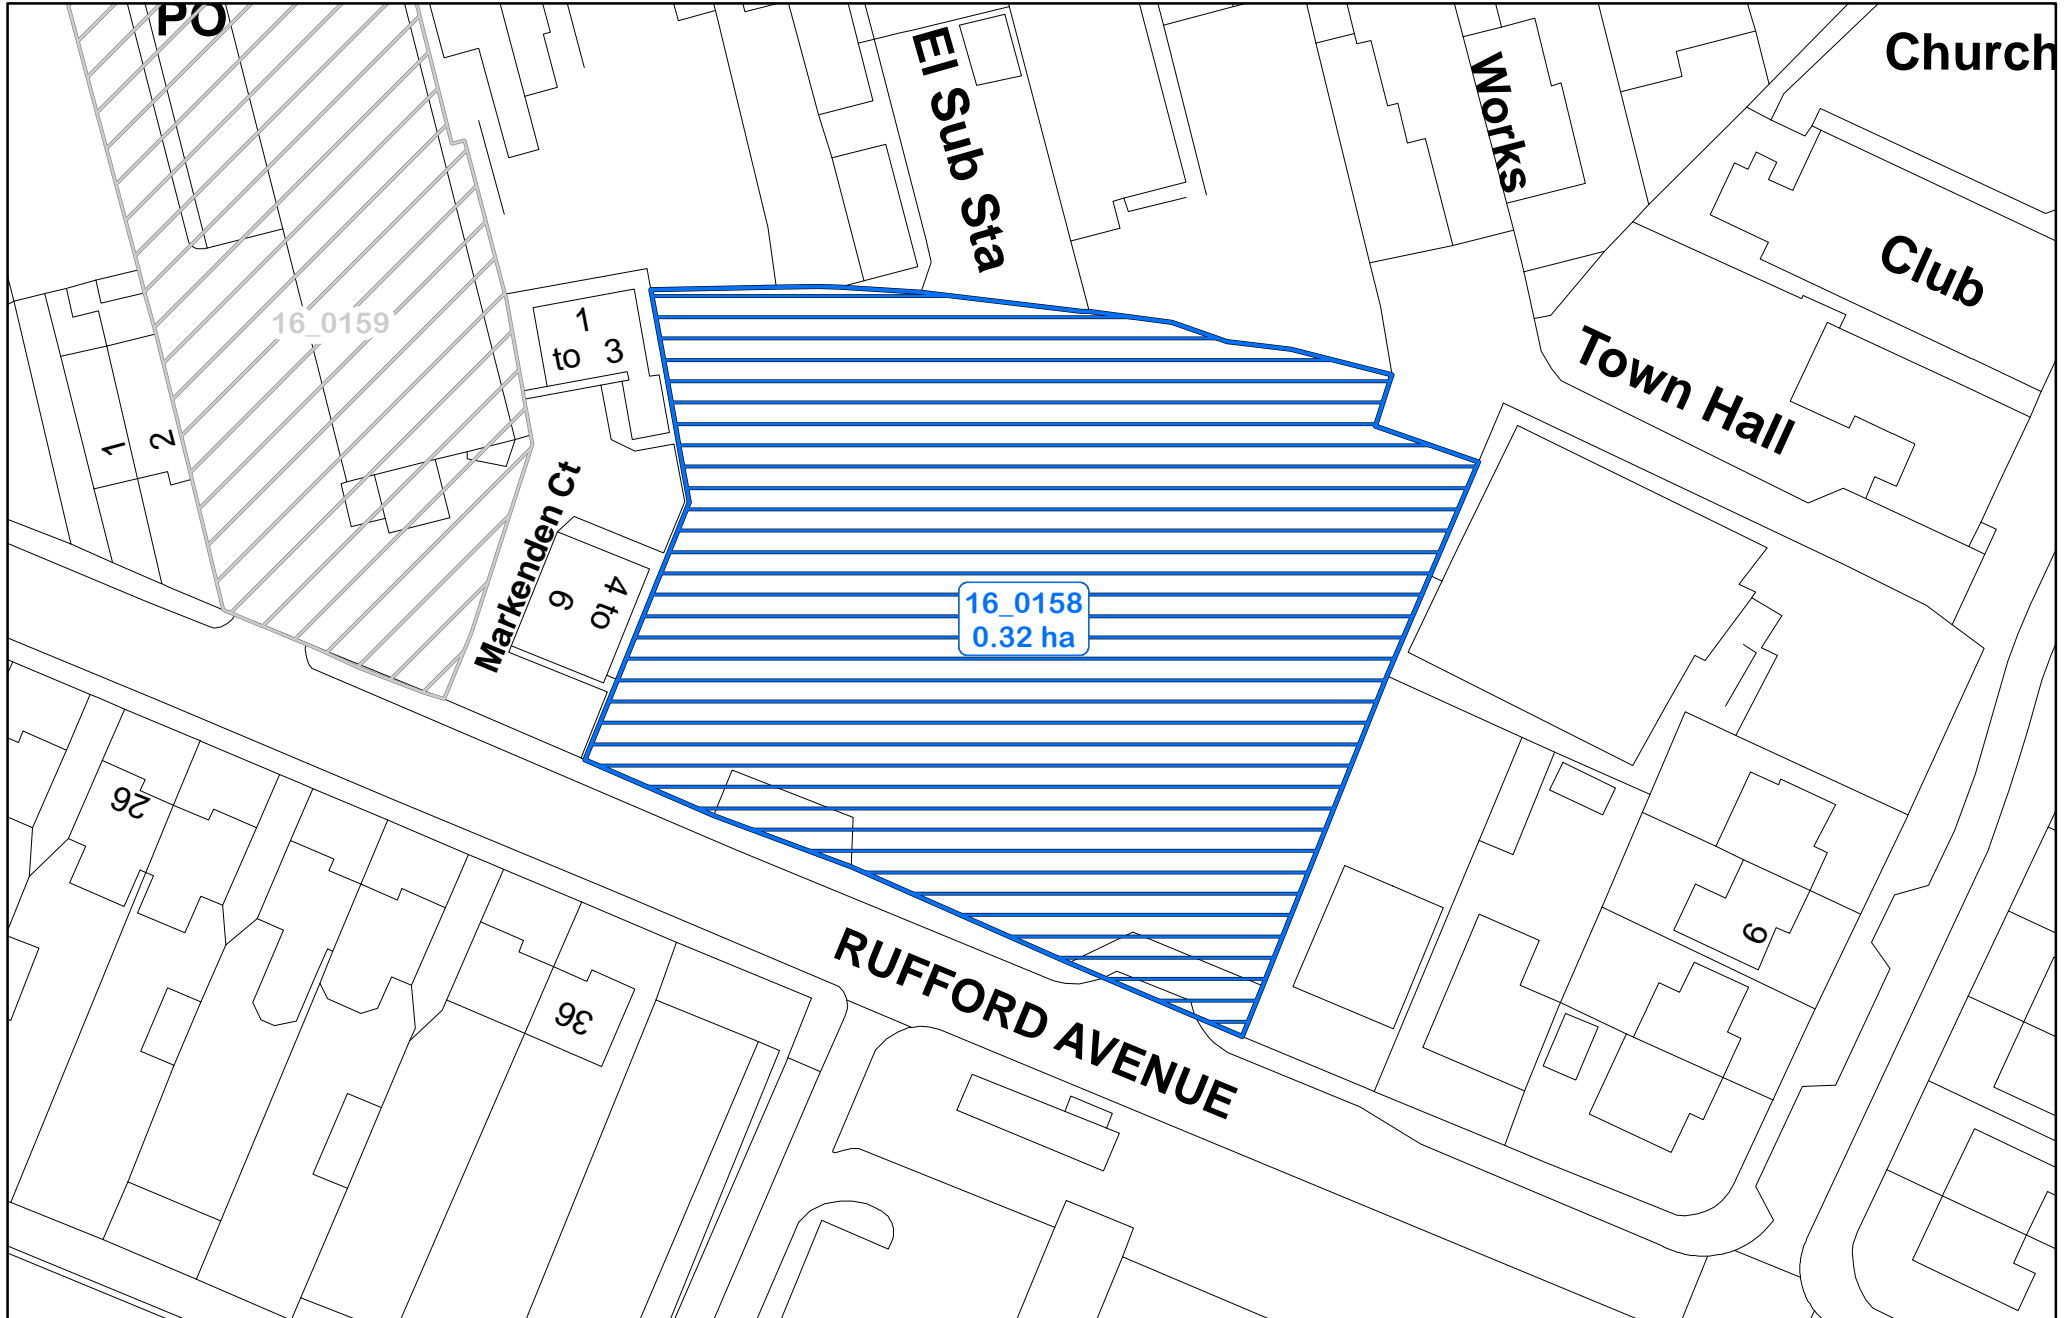 PO
Church
El Sub Sta
Works
Club
16_0159
1
to 3
Town Hall
1
2
Markenden Ct
4 to
6
16_0158
0.32 ha
26
36
RUFFORD AVENUE
9